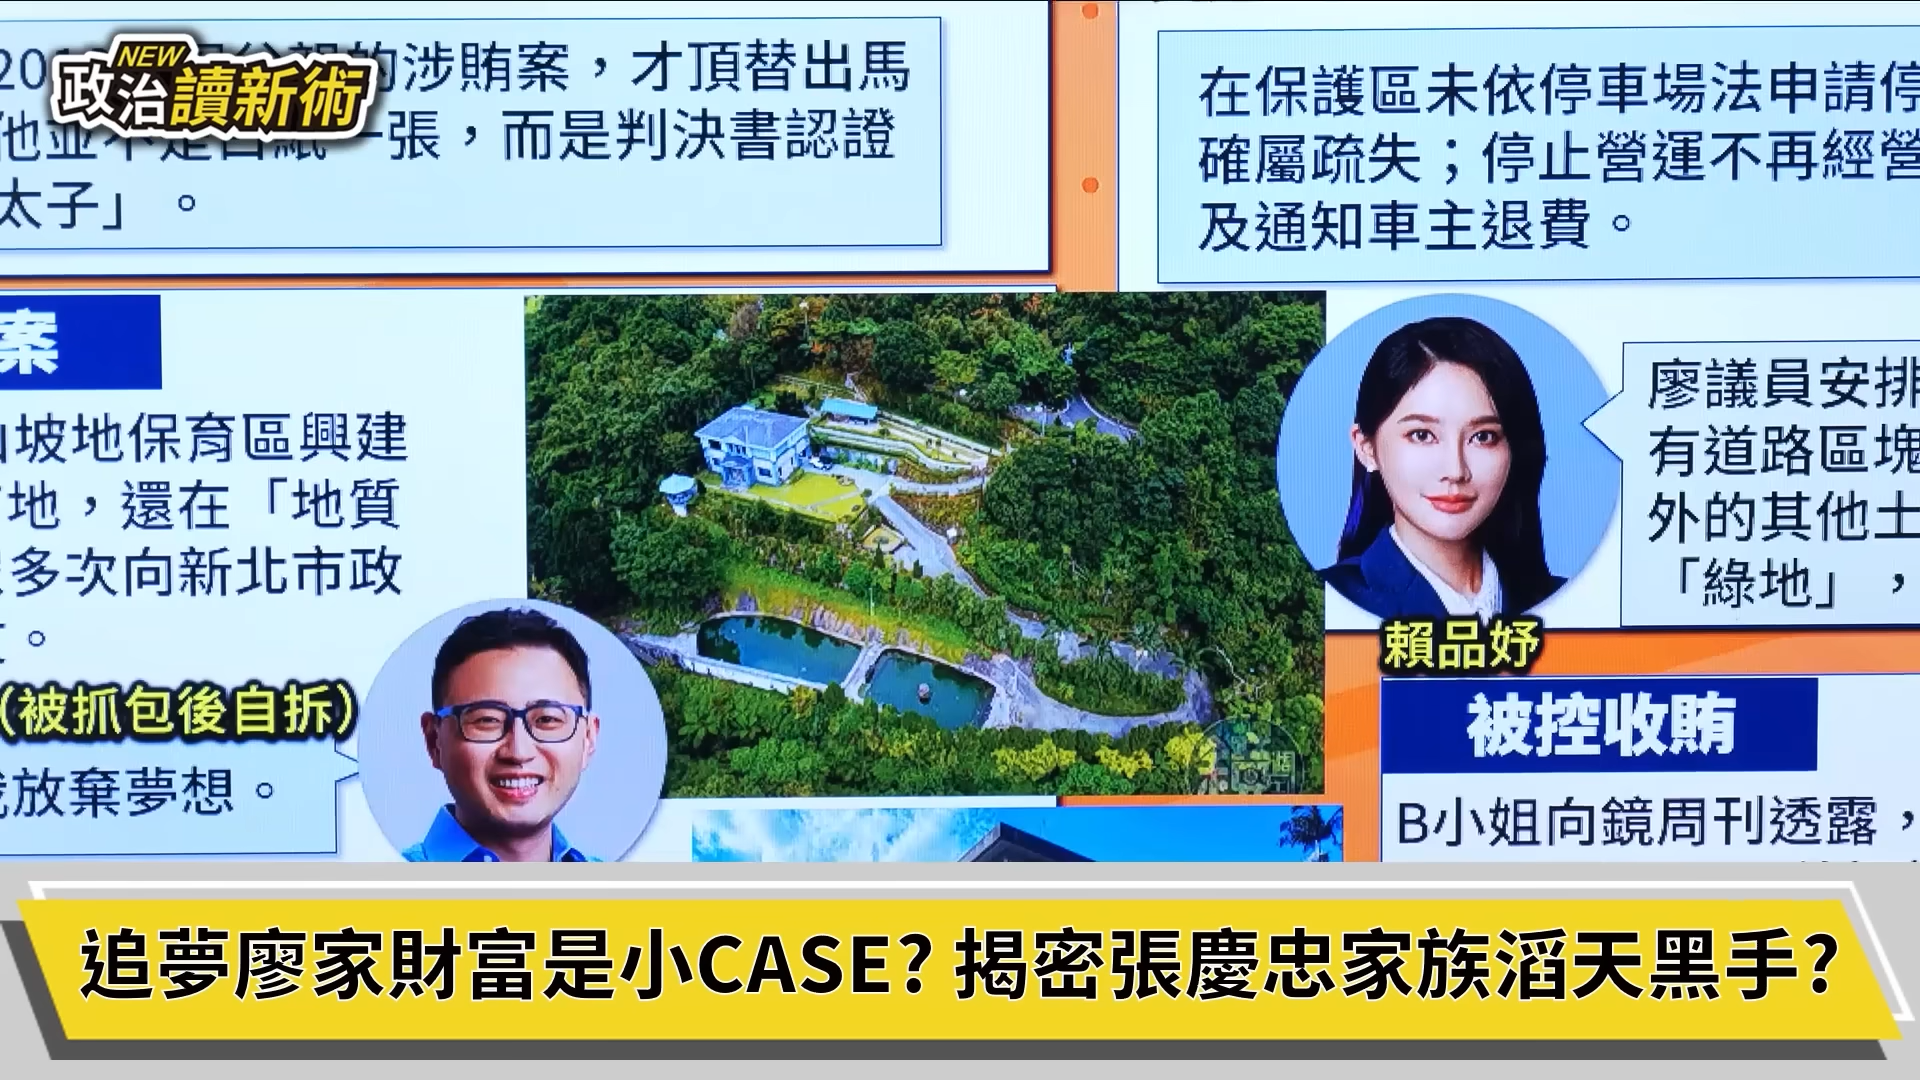 NEW
政治讀新術
的涉賄案，才頂替出馬
一張，而是判決書認證
太子」。
在保護區未依停車場法申請停
確屬疏失；停止營運不再經營
及通知車主退費。
案
坡地保育區興建
地，還在「地質
多次向新北市政
。
（被抓包後自拆）
放棄夢想。
廖議員安排
有道路區塊
外的其他土
「綠地」，
賴品妤
被控收賄
B小姐向鏡周刊透露，
追夢廖家財富是小CASE? 揭密張慶忠家族滔天黑手?